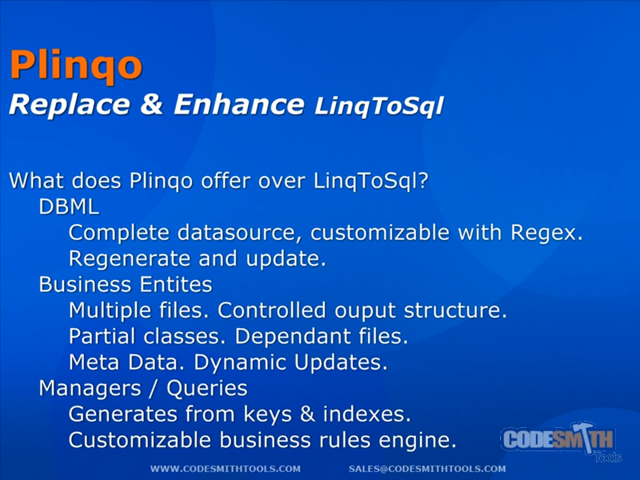 Plinqo
Replace & Enhance LinqToSql
What does Plinqo offer over LinqToSql?
DBML
Complete datasource, customizable with Regex.
Regenerate and update.
Business Entites
Multiple files. Controlled ouput structure.
Partial classes. Dependant files.
Meta Data. Dynamic Updates.
Managers / Queries
Generates from keys & indexes.
Customizable business rules engine.
CODESMITH
Tools
WWW.CODESMITHTOOLS.COM SALES@CODESMITHTOOLS.COM